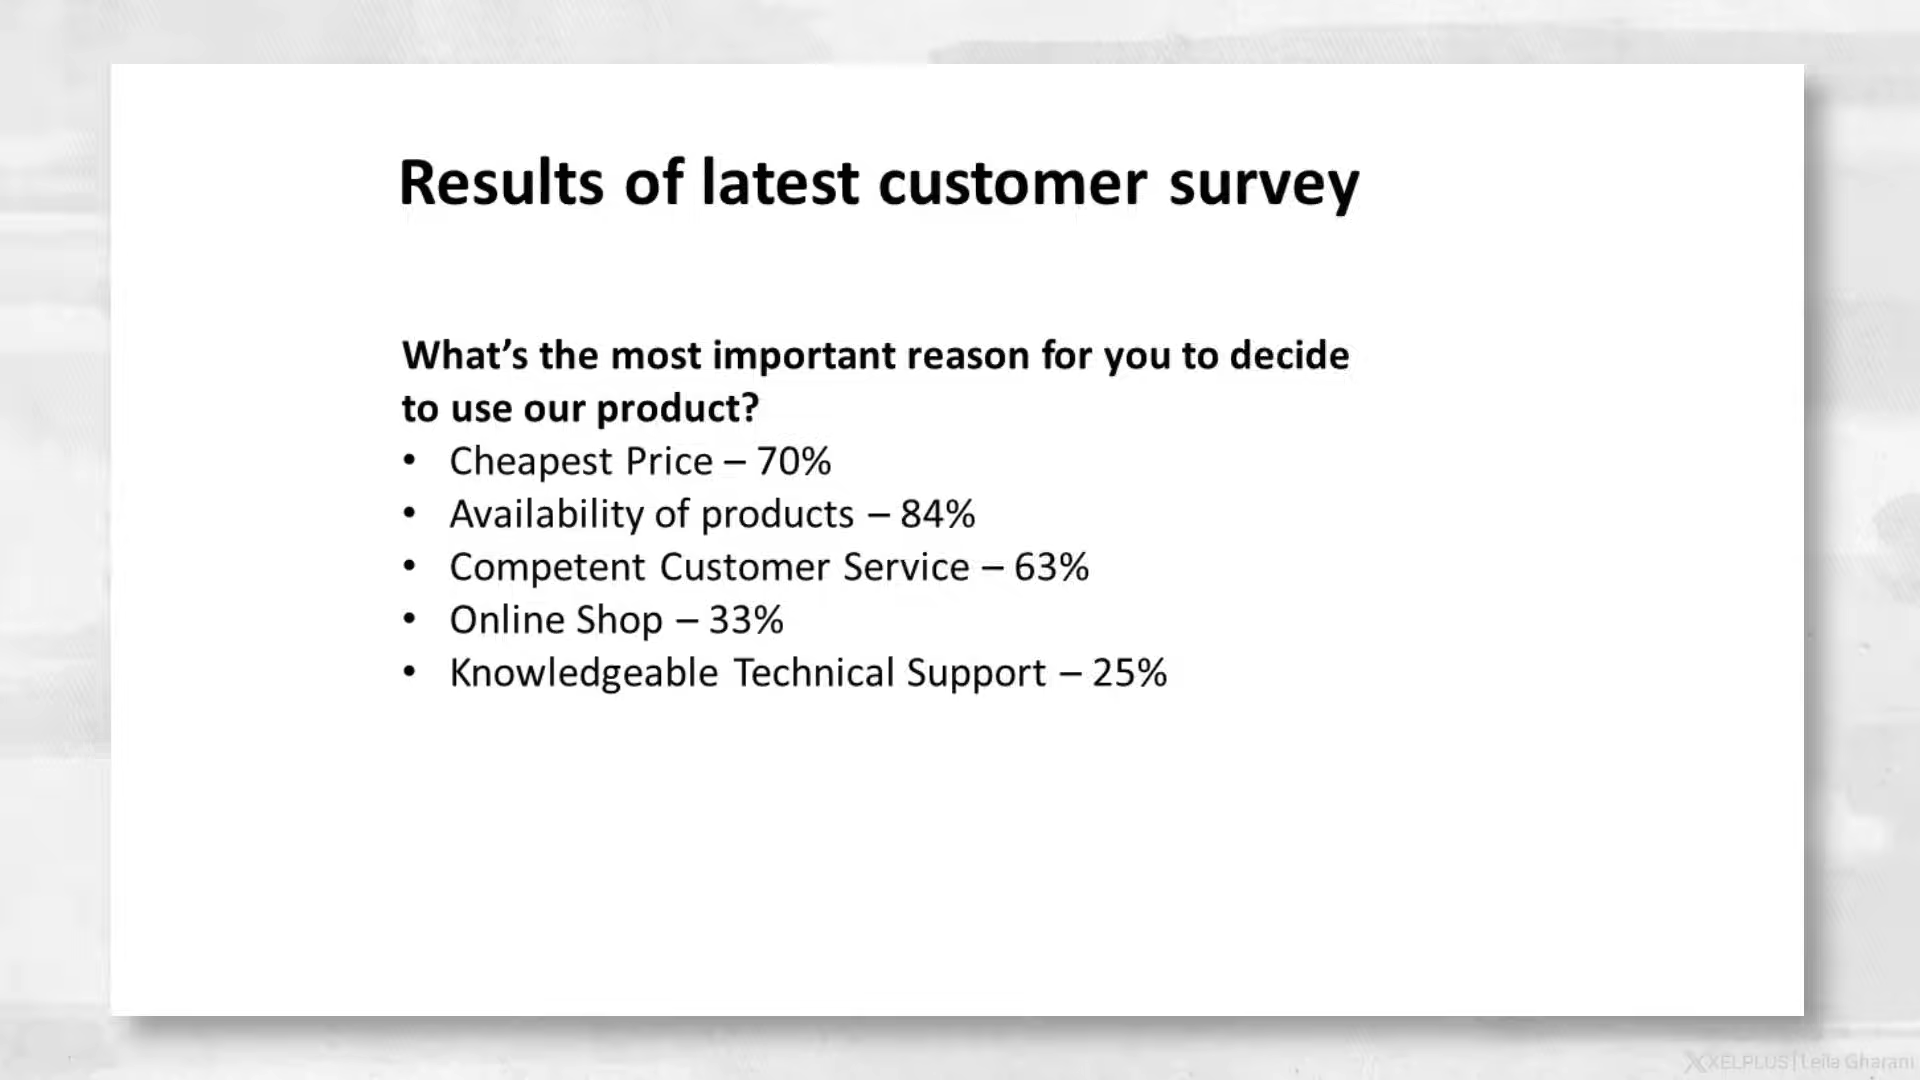 Results of latest customer survey
What’s the most important reason for you to decide
to use our product?
• Cheapest Price – 70%
• Availability of products – 84%
• Competent Customer Service – 63%
• Online Shop – 33%
• Knowledgeable Technical Support – 25%
XELPLUS | Leila Gharani